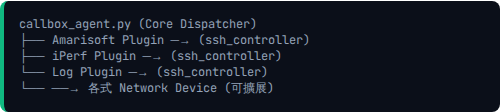 callbox_agent.py (Core Dispatcher)
├── Amarisoft Plugin ─→ (ssh_controller)
├── iPerf Plugin ─→ (ssh_controller)
└── Log Plugin ─→ (ssh_controller)
└── ──→ 各式 Network Device (可擴展)